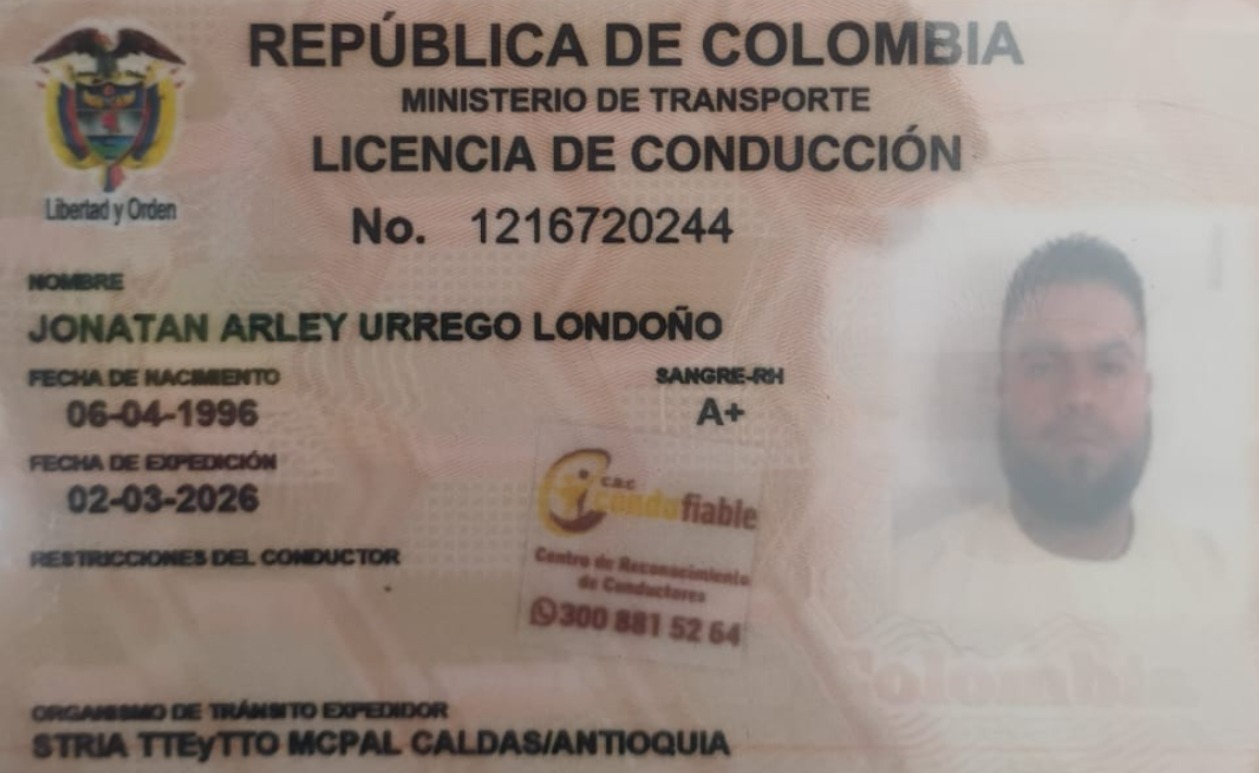 REPÚBLICA DE COLOMBIA
MINISTERIO DE TRANSPORTE
LICENCIA DE CONDUCCIÓN
Libertad y Orden
No. 1216720244
NOMBRE
JONATAN ARLEY URREGO LONDOÑO
FECHA DE NACIMIENTO
06-04-1996
SANGRE-RH
A+
FECHA DE EXPEDICIÓN
02-03-2026
RESTRICCIONES DEL CONDUCTOR
C.R.C
condufiable
Centro de Reconocimiento
de Conductores
300 881 52 64
ORGANISMO DE TRÁNSITO EXPEDIDOR
STRIA TTEyTTO MCPAL CALDAS/ANTIOQUIA